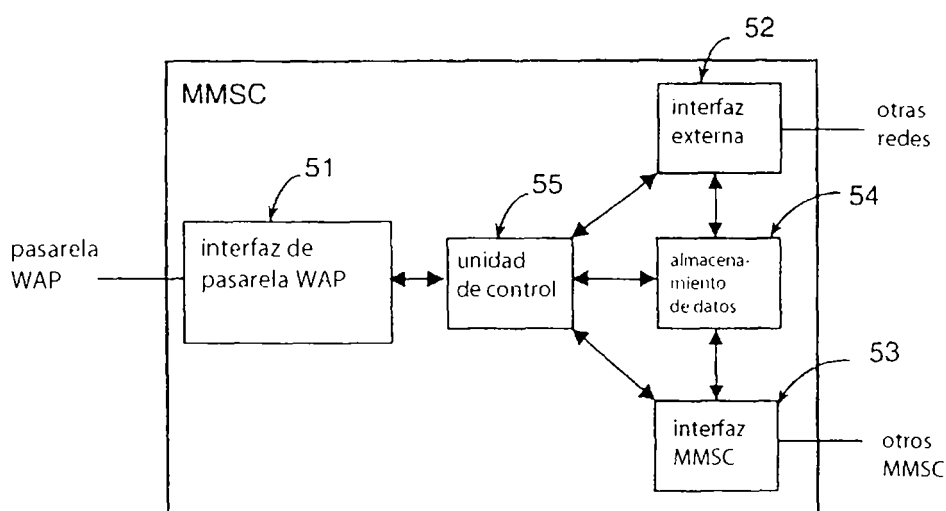 52
MMSC
interfaz
externa
otras
redes
51
55
54
pasarela
WAP
interfaz de
pasarela WAP
unidad
de control
almacena-
miento
de datos
53
interfaz
MMSC
otros
MMSC